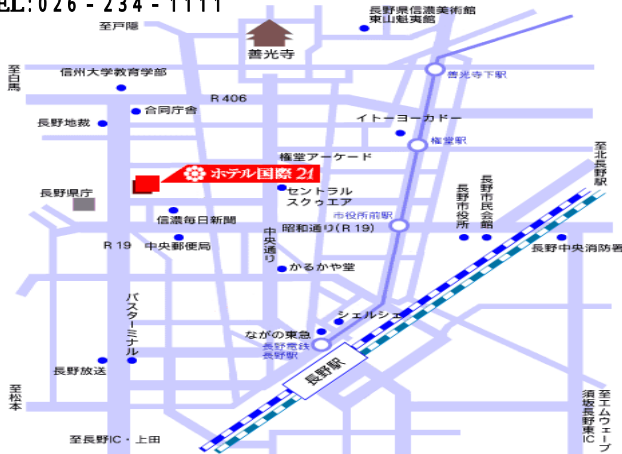 EL:026-234-1111
至戸隠
長野県信濃美術館
東山魁夷館
善光寺
至白馬
信州大学教育学部
善光寺下駅
R406
合同庁舎
長野地裁
イトーヨーカドー
権堂駅
至北長野駅
権堂アーケード
ホテル国際21
長野県庁
セントラル
スクゥエア
長野市役所
長野市民会館
信濃毎日新聞
市役所前駅
昭和通り(R19)
R19
中央郵便局
中央通り
長野中央消防署
かるかや堂
バスターミナル
シェルシェ
ながの東急
長野電鉄
長野駅
長野駅
長野放送
至松本
至エムウェーブ
須坂長野東IC
至長野IC・上田